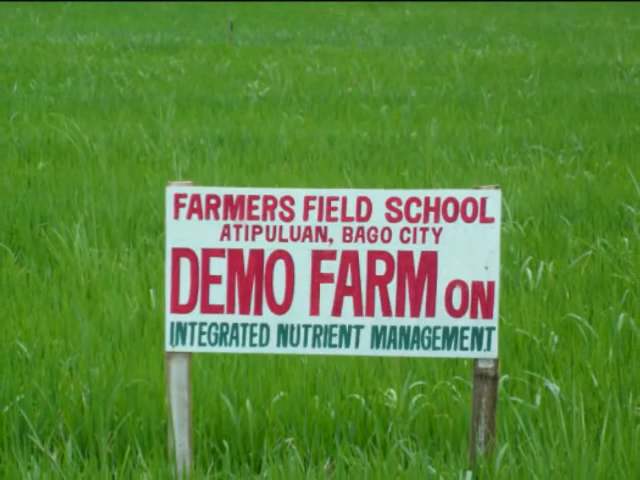 FARMERS FIELD SCHOOL
ATIPULUAN, BAGO CITY
DEMO FARM ON
INTEGRATED NUTRIENT MANAGEMENT